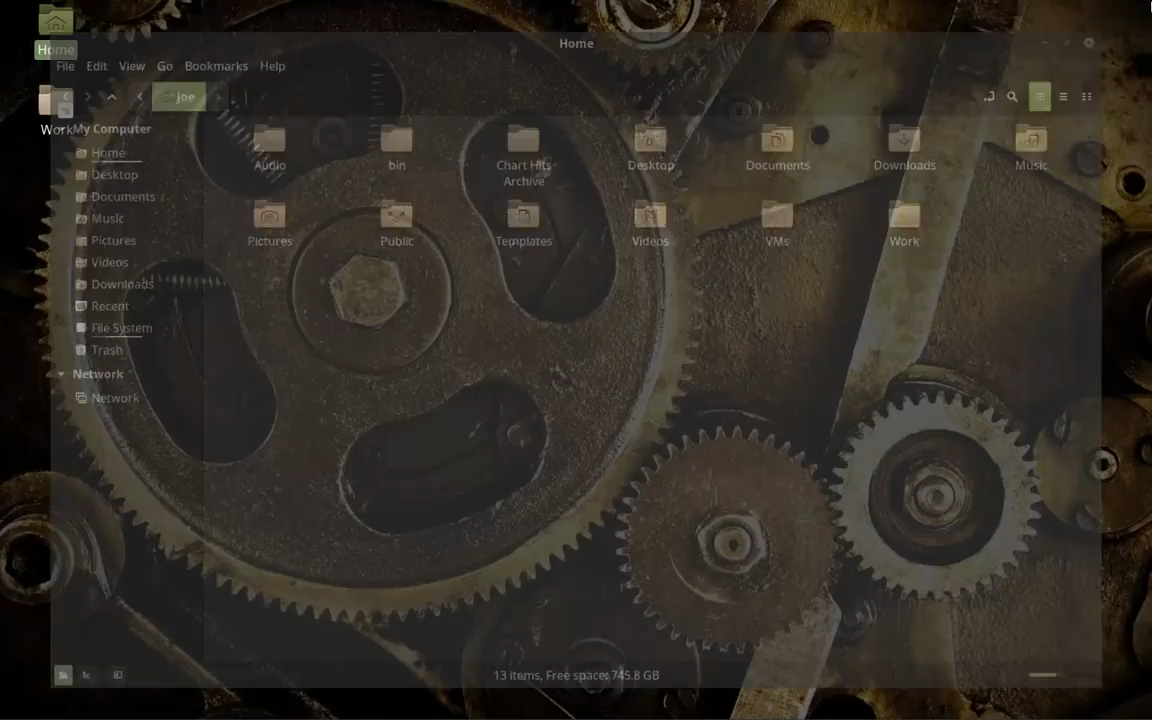 Home
Home
File Edit View Go Bookmarks Help
joe
Work
My Computer
Home
Desktop
Documents
Music
Pictures
Videos
Downloads
Recent
File System
Trash
Network
Network
Audio bin Chart Hits Archive Desktop Documents Downloads Music
Pictures Public Templates Videos VMs Work
13 items, Free space: 745.8 GB